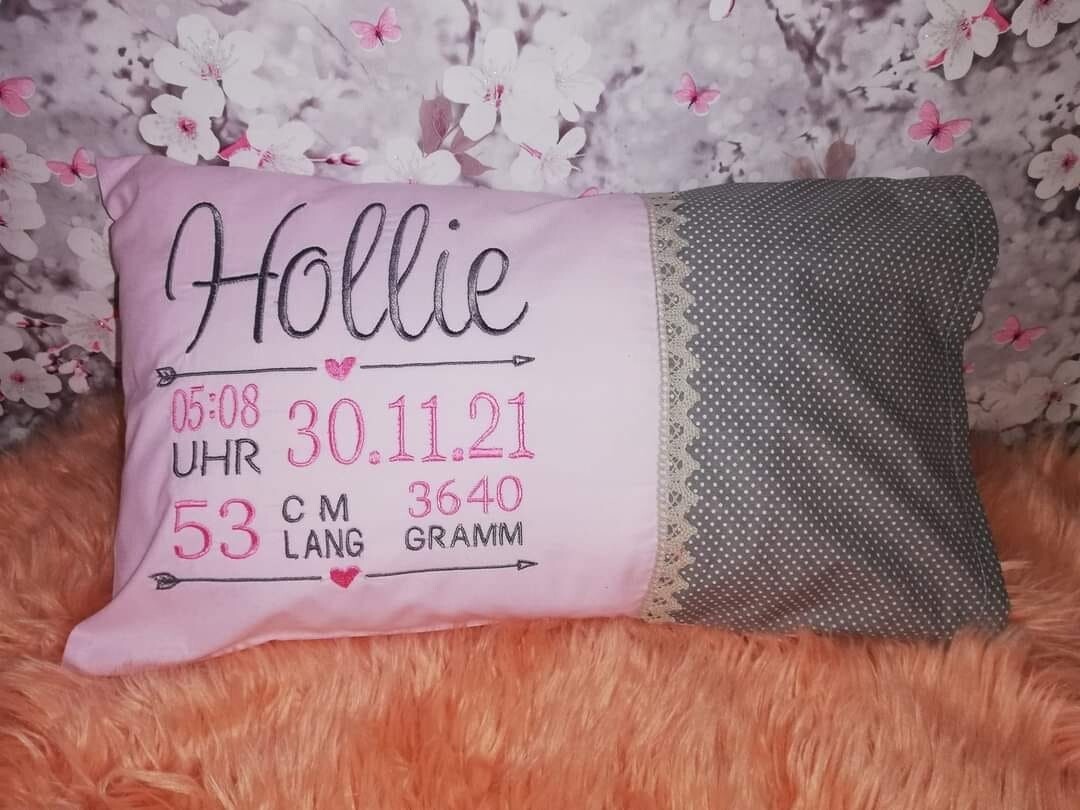 Hollie
05:08 30.11.21
UHR
53 CM 3640
LANG GRAMM